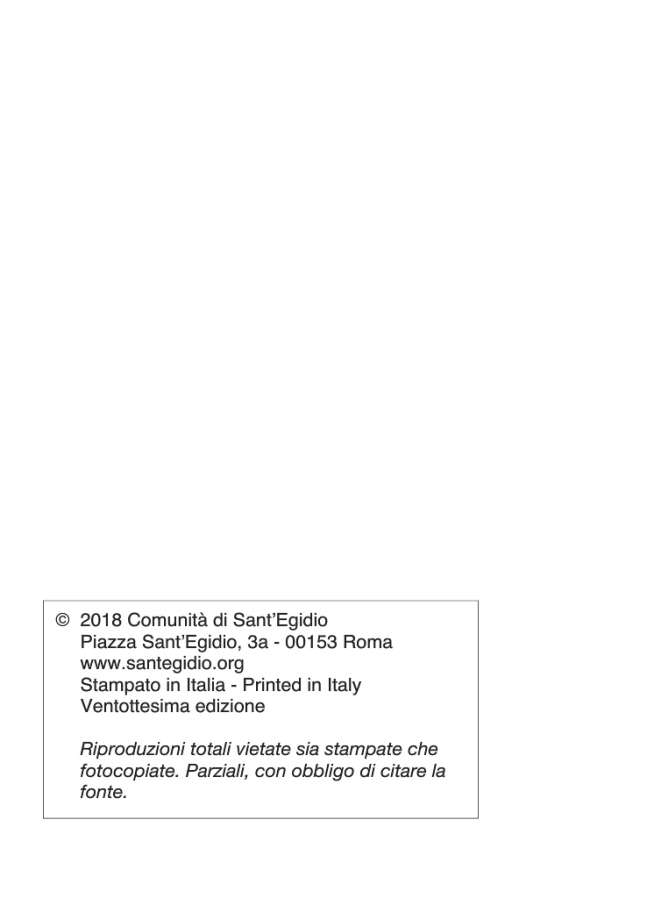 © 2018 Comunità di Sant’Egidio
Piazza Sant’Egidio, 3a - 00153 Roma
www.santegidio.org
Stampato in Italia - Printed in Italy
Ventottesima edizione
Riproduzioni totali vietate sia stampate che
fotocopiate. Parziali, con obbligo di citare la
fonte.